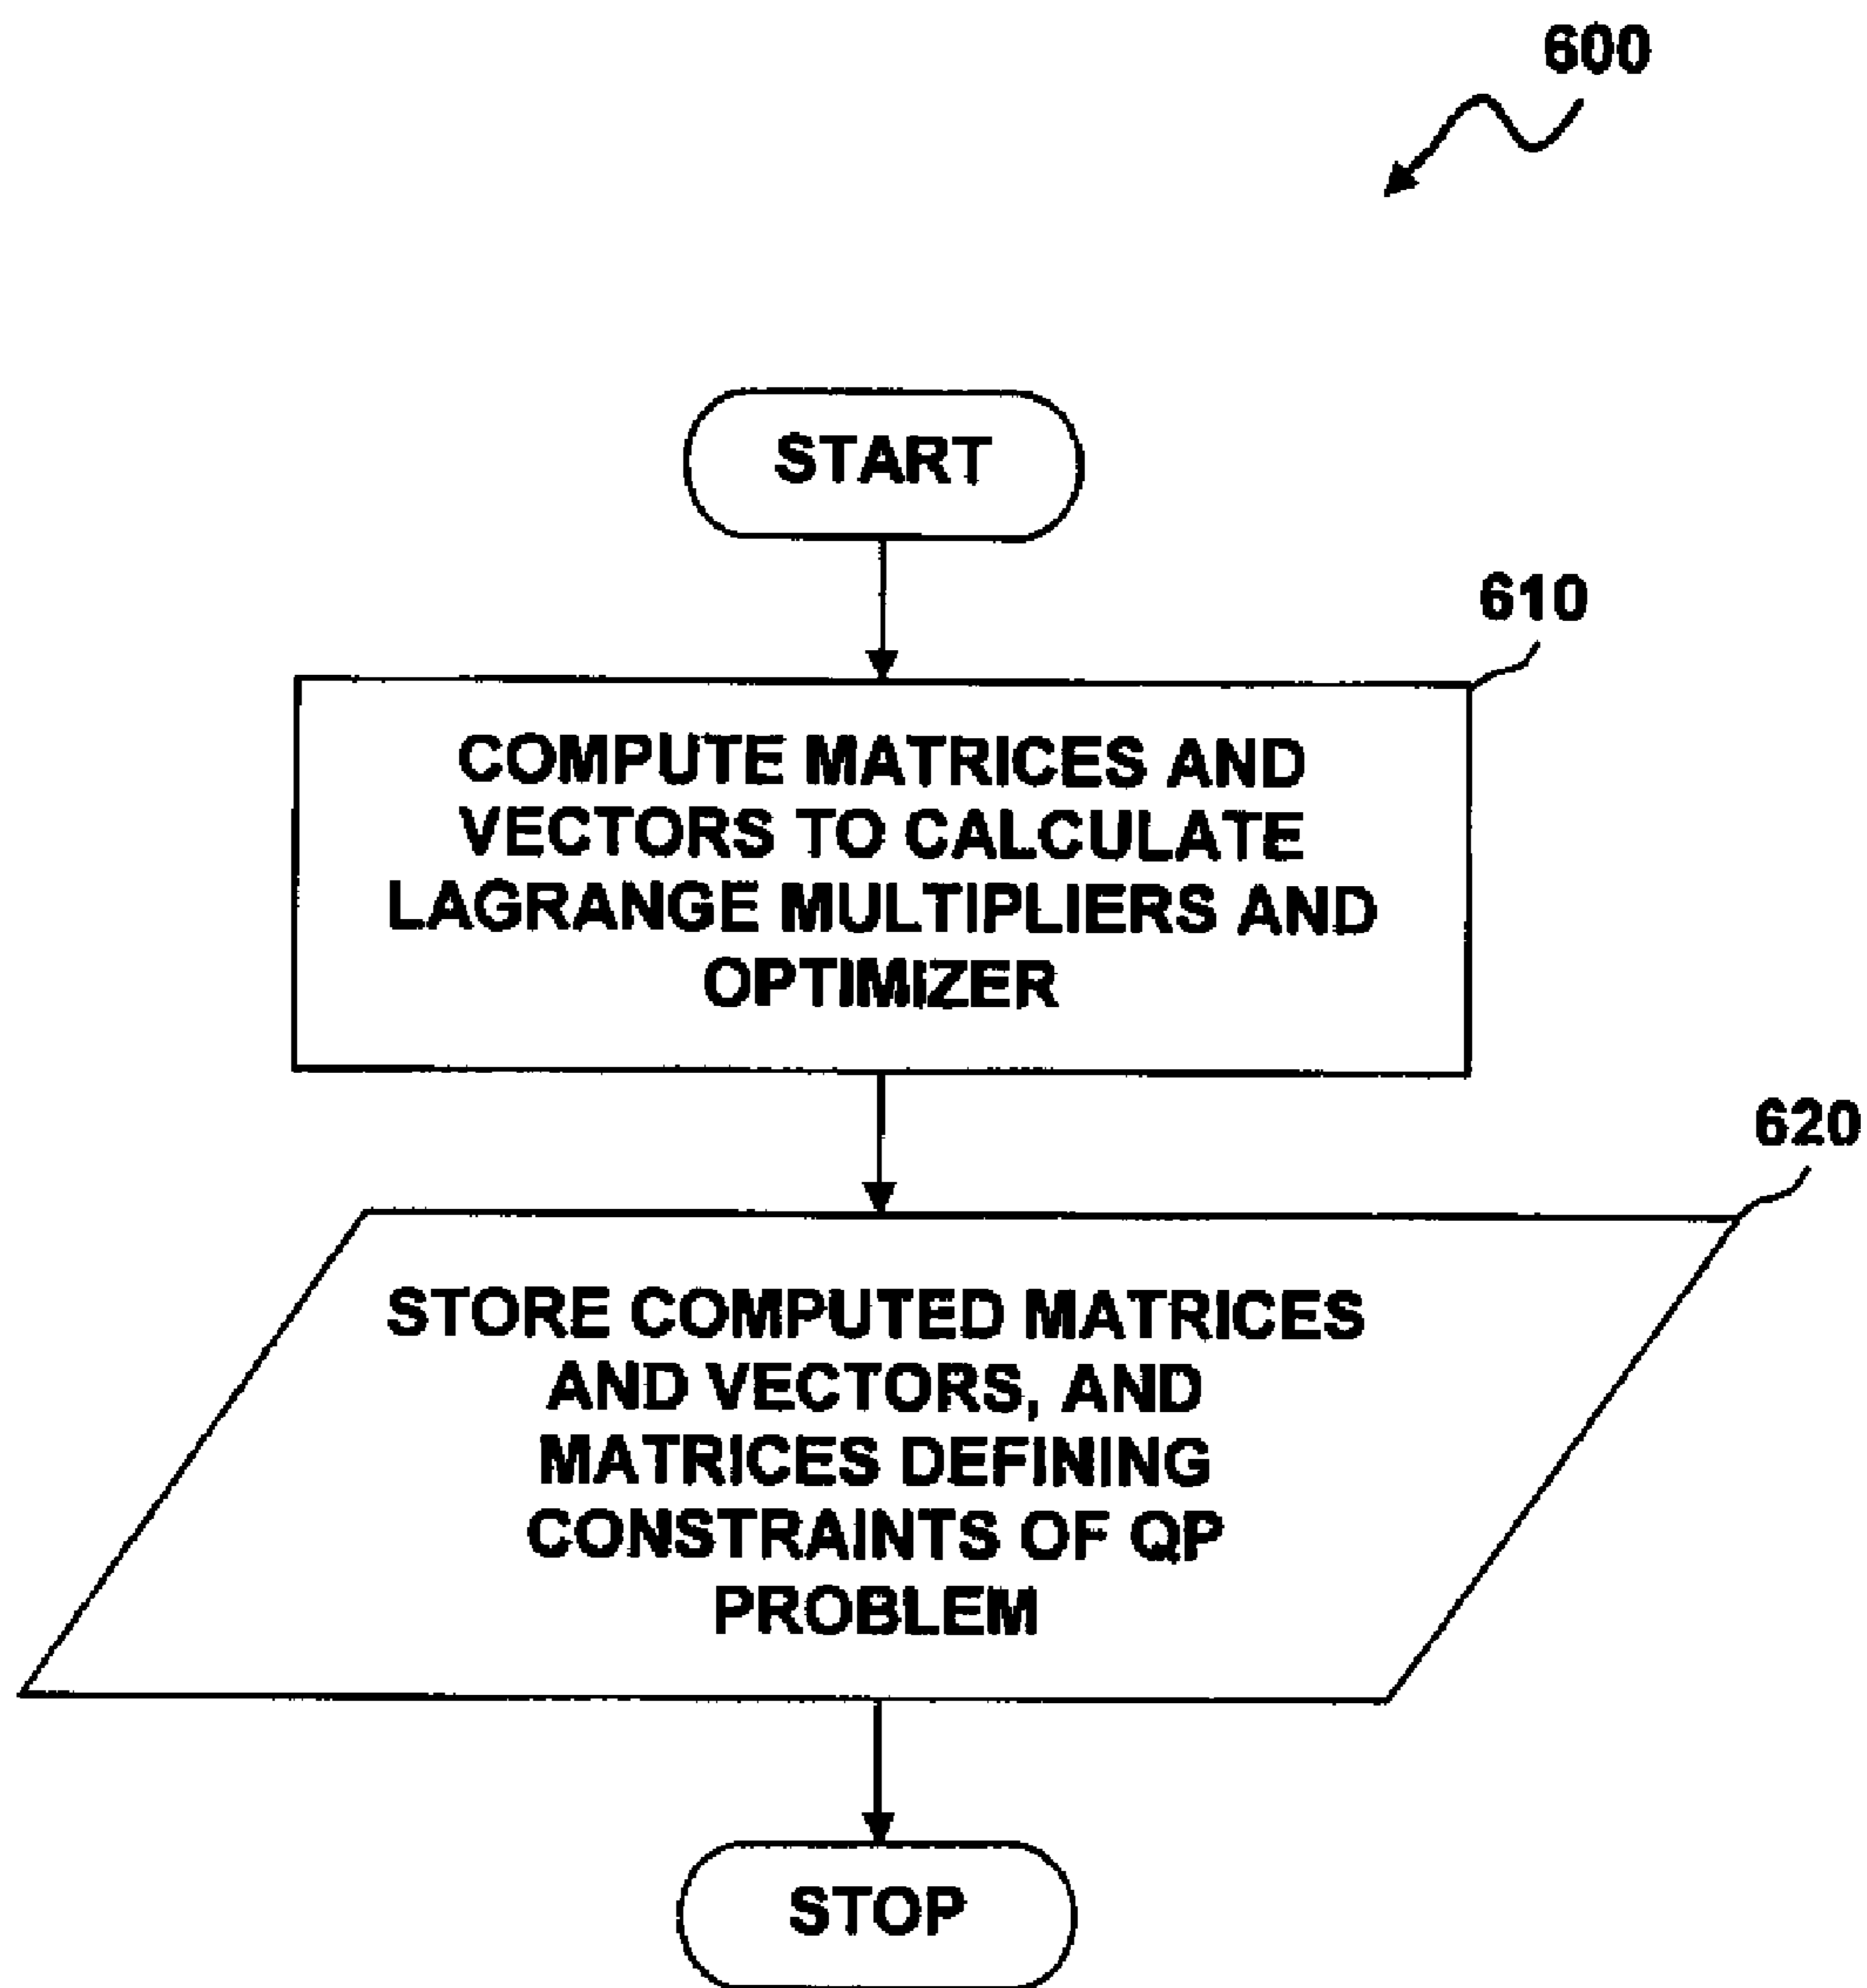 600
START
610
COMPUTE MATRICES AND
VECTORS TO CALCULATE
LAGRANGE MULTIPLIERS AND
OPTIMIZER
620
STORE COMPUTED MATRICES
AND VECTORS, AND
MATRICES DEFINING
CONSTRAINTS OF QP
PROBLEM
STOP